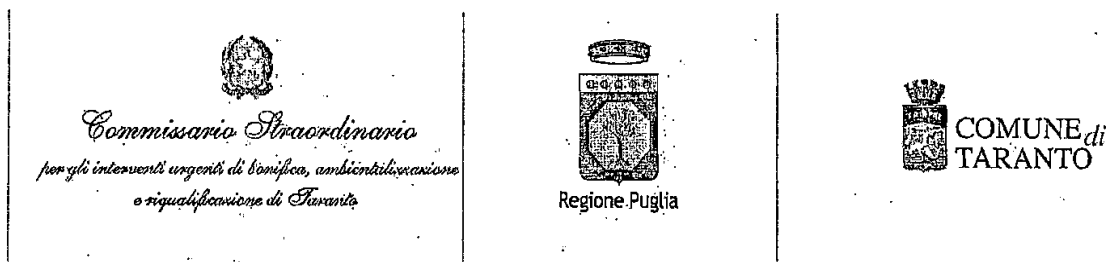 Commissario Straordinario
per gli interventi urgenti di bonifica, ambientalizzazione
e riqualificazione di Taranto
Regione Puglia
COMUNE di
TARANTO